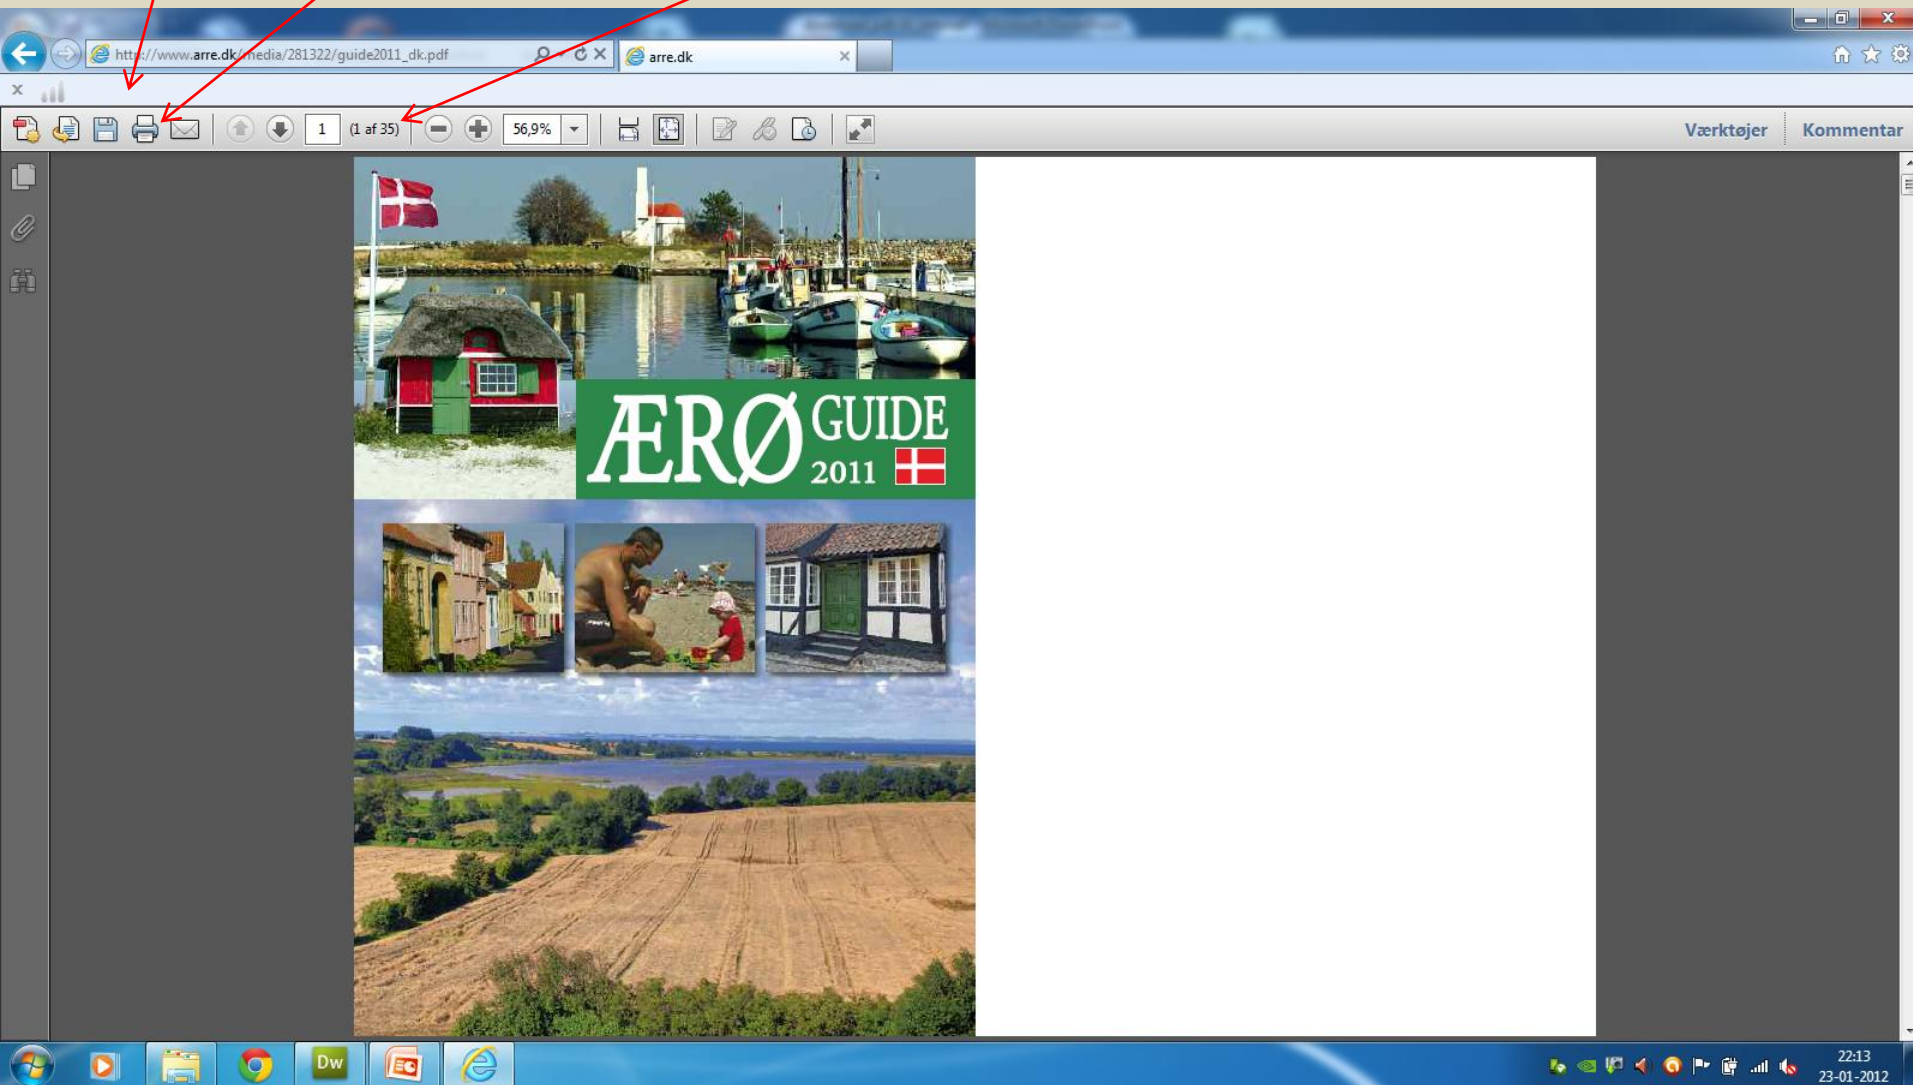 http://www.arre.dk/media/281322/guide2011_dk.pdf
arre.dk
1 (1 af 35) 56,9%
Værktøjer Kommentar
ÆRØ GUIDE
2011
Dw
22:13
23-01-2012